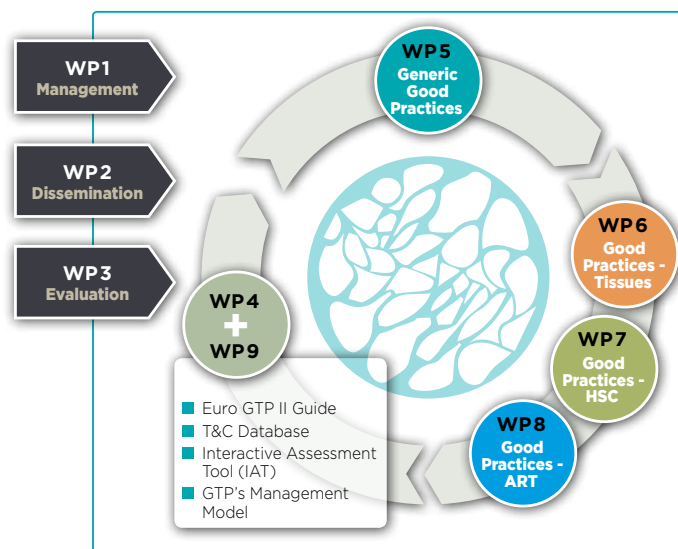 WP1
Management
WP2
Dissemination
WP3
Evaluation
WP5
Generic
Good
Practices
WP6
Good
Practices -
Tissues
WP7
Good
Practices -
HSC
WP8
Good
Practices -
ART
WP4
+
WP9
Euro GTP II Guide
T&C Database
Interactive Assessment
Tool (IAT)
GTP's Management
Model